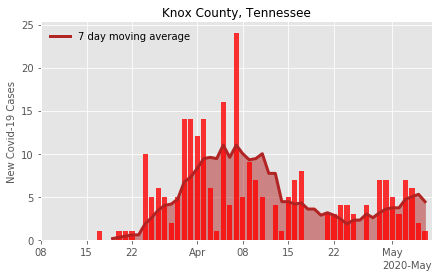 Knox County, Tennessee
25
7 day moving average
20
15
10
5
0
New Covid-19 Cases
08 15 22 Apr 08 15 22 May
2020-May